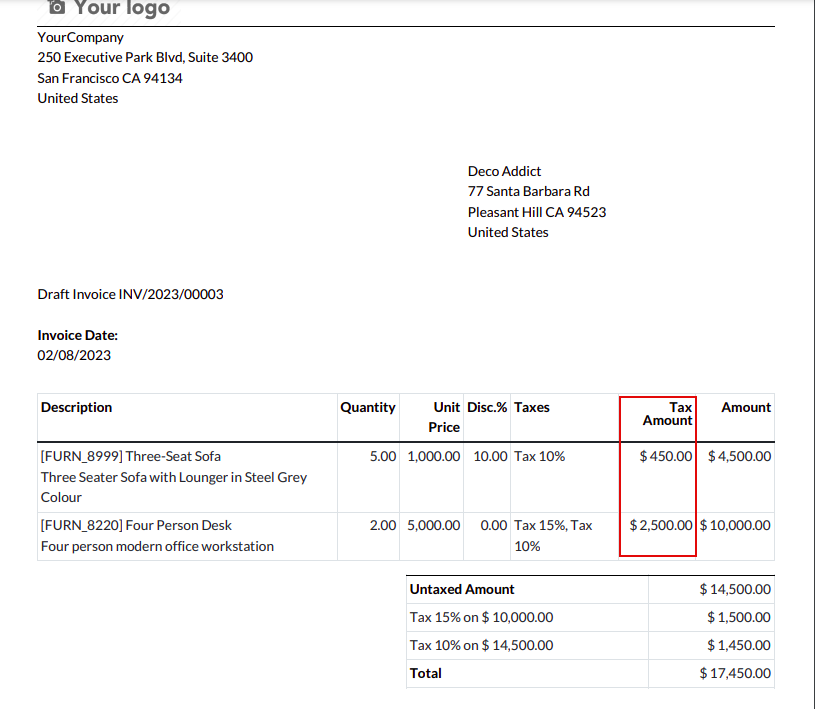 Your logo
YourCompany
250 Executive Park Blvd, Suite 3400
San Francisco CA 94134
United States
Deco Addict
77 Santa Barbara Rd
Pleasant Hill CA 94523
United States
Draft Invoice INV/2023/00003
Invoice Date:
02/08/2023
Description Quantity Unit Price Disc.% Taxes Tax Amount Amount
[FURN_8999] Three-Seat Sofa 5.00 1,000.00 10.00 Tax 10% $ 450.00 $ 4,500.00
Three Seater Sofa with Lounger in Steel Grey
Colour
[FURN_8220] Four Person Desk 2.00 5,000.00 0.00 Tax 15%, Tax $ 2,500.00 $ 10,000.00
Four person modern office workstation 10%
Untaxed Amount $ 14,500.00
Tax 15% on $ 10,000.00 $ 1,500.00
Tax 10% on $ 14,500.00 $ 1,450.00
Total $ 17,450.00